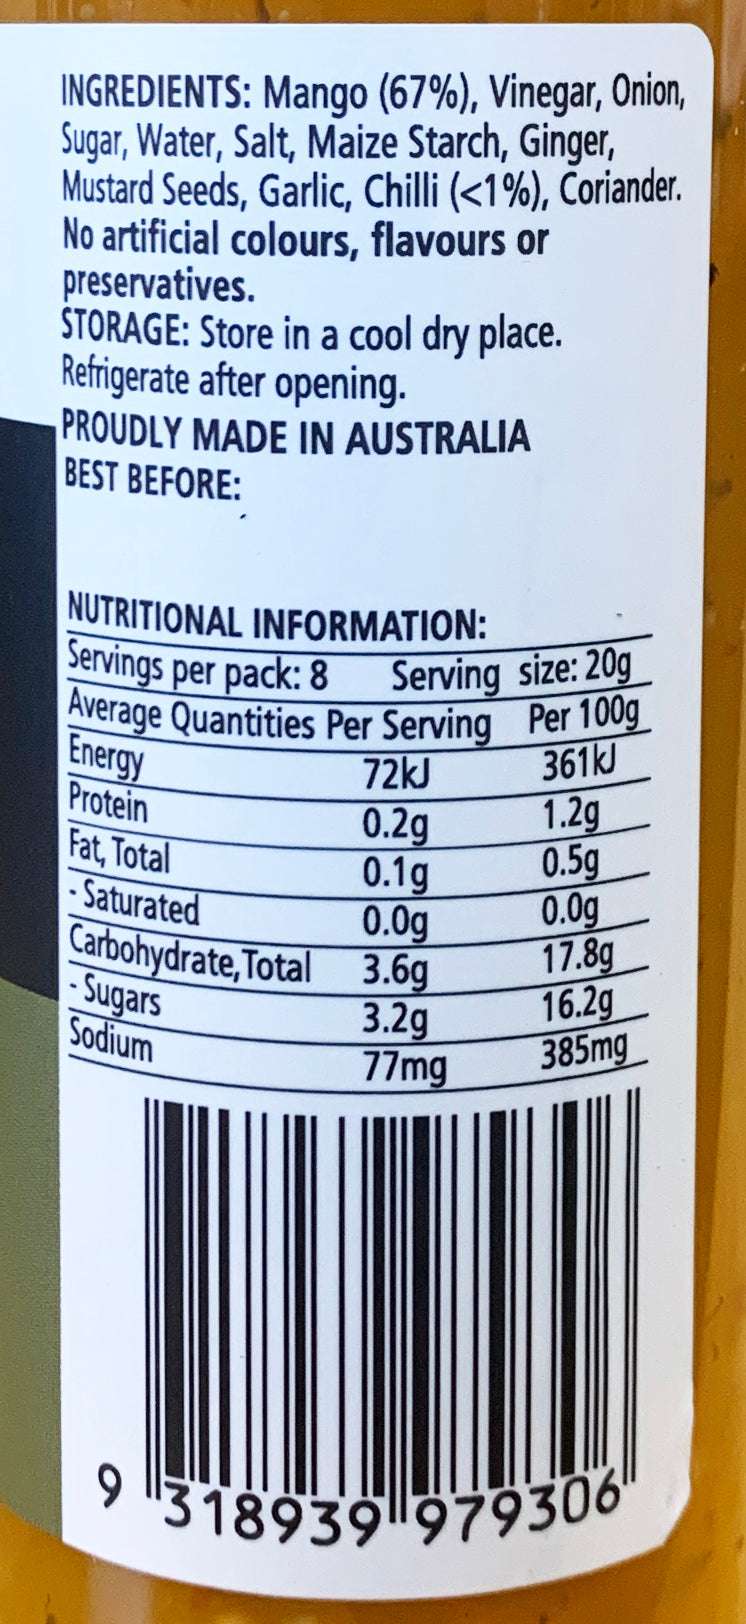 INGREDIENTS: Mango (67%), Vinegar, Onion,
Sugar, Water, Salt, Maize Starch, Ginger,
Mustard Seeds, Garlic, Chilli (<1%), Coriander.
No artificial colours, flavours or
preservatives.
STORAGE: Store in a cool dry place.
Refrigerate after opening.
PROUDLY MADE IN AUSTRALIA
BEST BEFORE:
NUTRITIONAL INFORMATION:
Servings per pack: 8 Serving size: 20g
Average Quantities Per Serving Per 100g
Energy 72kJ 361kJ
Protein 0.2g 1.2g
Fat, Total 0.1g 0.5g
- Saturated 0.0g 0.0g
Carbohydrate, Total 3.6g 17.8g
- Sugars 3.2g 16.2g
Sodium 77mg 385mg
9 318939 979306